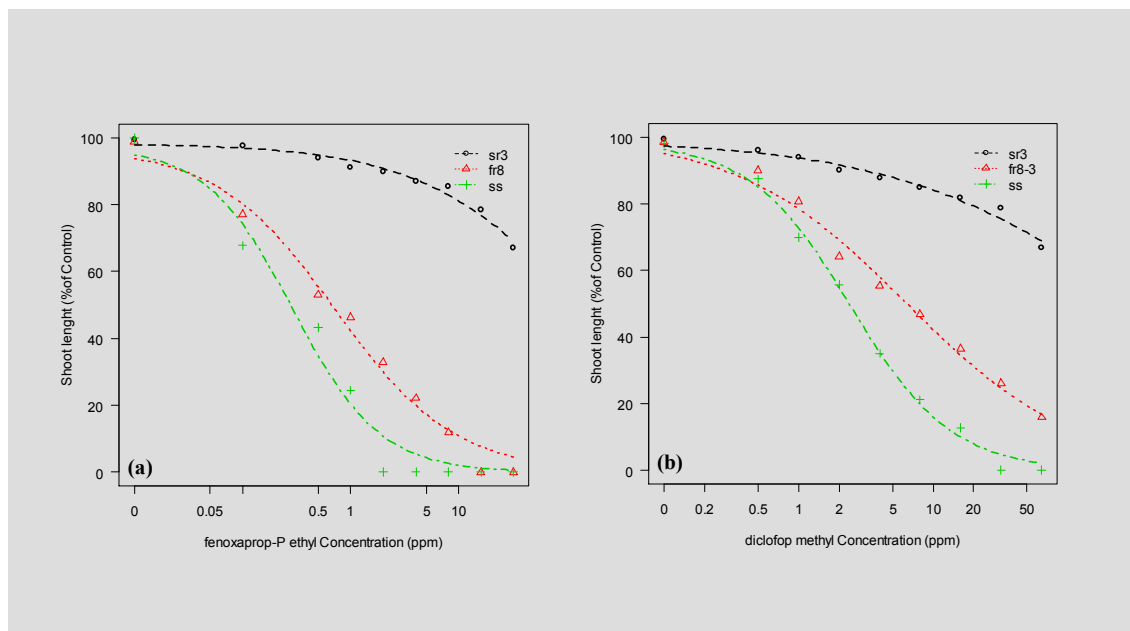 Shoot lenght (%of Control)
100
80
60
40
20
0
sr3
fr8
ss
(a)
0 0.05 0.5 1 5 10
fenoxaprop-P ethyl Concentration (ppm)
Shoot lenght (%of Control)
100
80
60
40
20
0
sr3
fr8-3
ss
(b)
0 0.2 0.5 1 2 5 10 20 50
diclofop methyl Concentration (ppm)